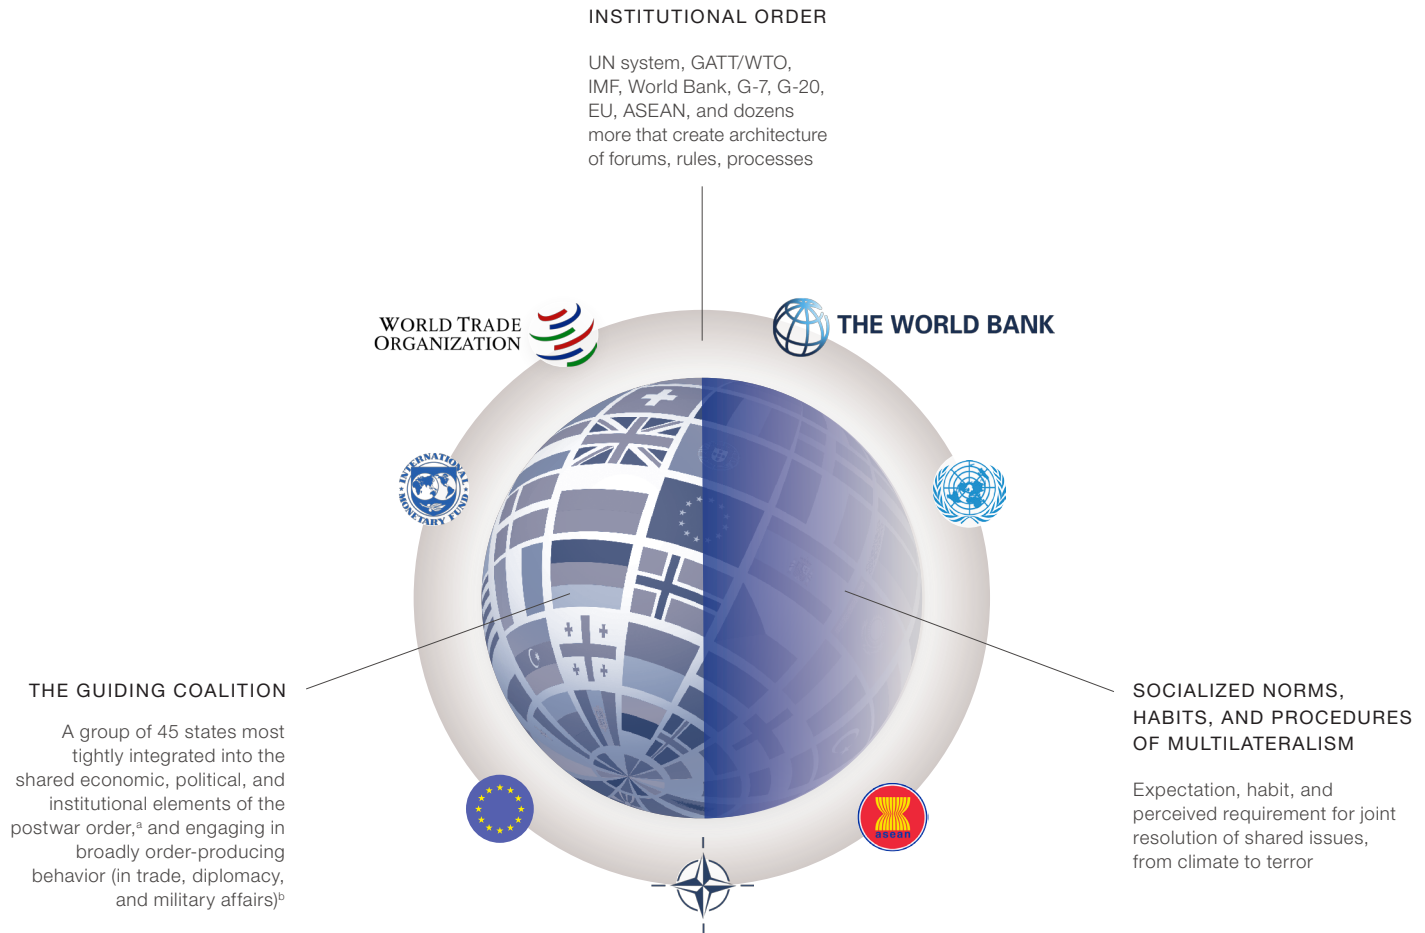 INSTITUTIONAL ORDER
UN system, GATT/WTO,
IMF, World Bank, G-7, G-20,
EU, ASEAN, and dozens
more that create architecture
of forums, rules, processes
WORLD TRADE
ORGANIZATION
THE WORLD BANK
INTERNATIONAL
MONETARY FUND
THE GUIDING COALITION
A group of 45 states most
tightly integrated into the
shared economic, political, and
institutional elements of the
postwar order,ᵃ and engaging in
broadly order-producing
behavior (in trade, diplomacy,
and military affairs)ᵇ
SOCIALIZED NORMS,
HABITS, AND PROCEDURES
OF MULTILATERALISM
Expectation, habit, and
perceived requirement for joint
resolution of shared issues,
from climate to terror
asean